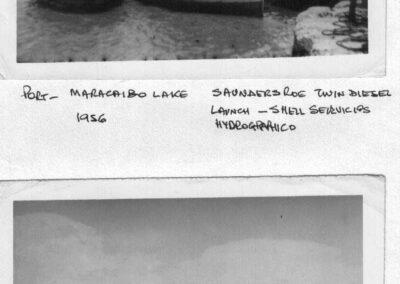 PORT - MARACAIBO LAKE
1956
SAUNDERSROE TWIN DIESEL
LAUNCH - SHELL SERVICIOS
HYDROGRAPHICO